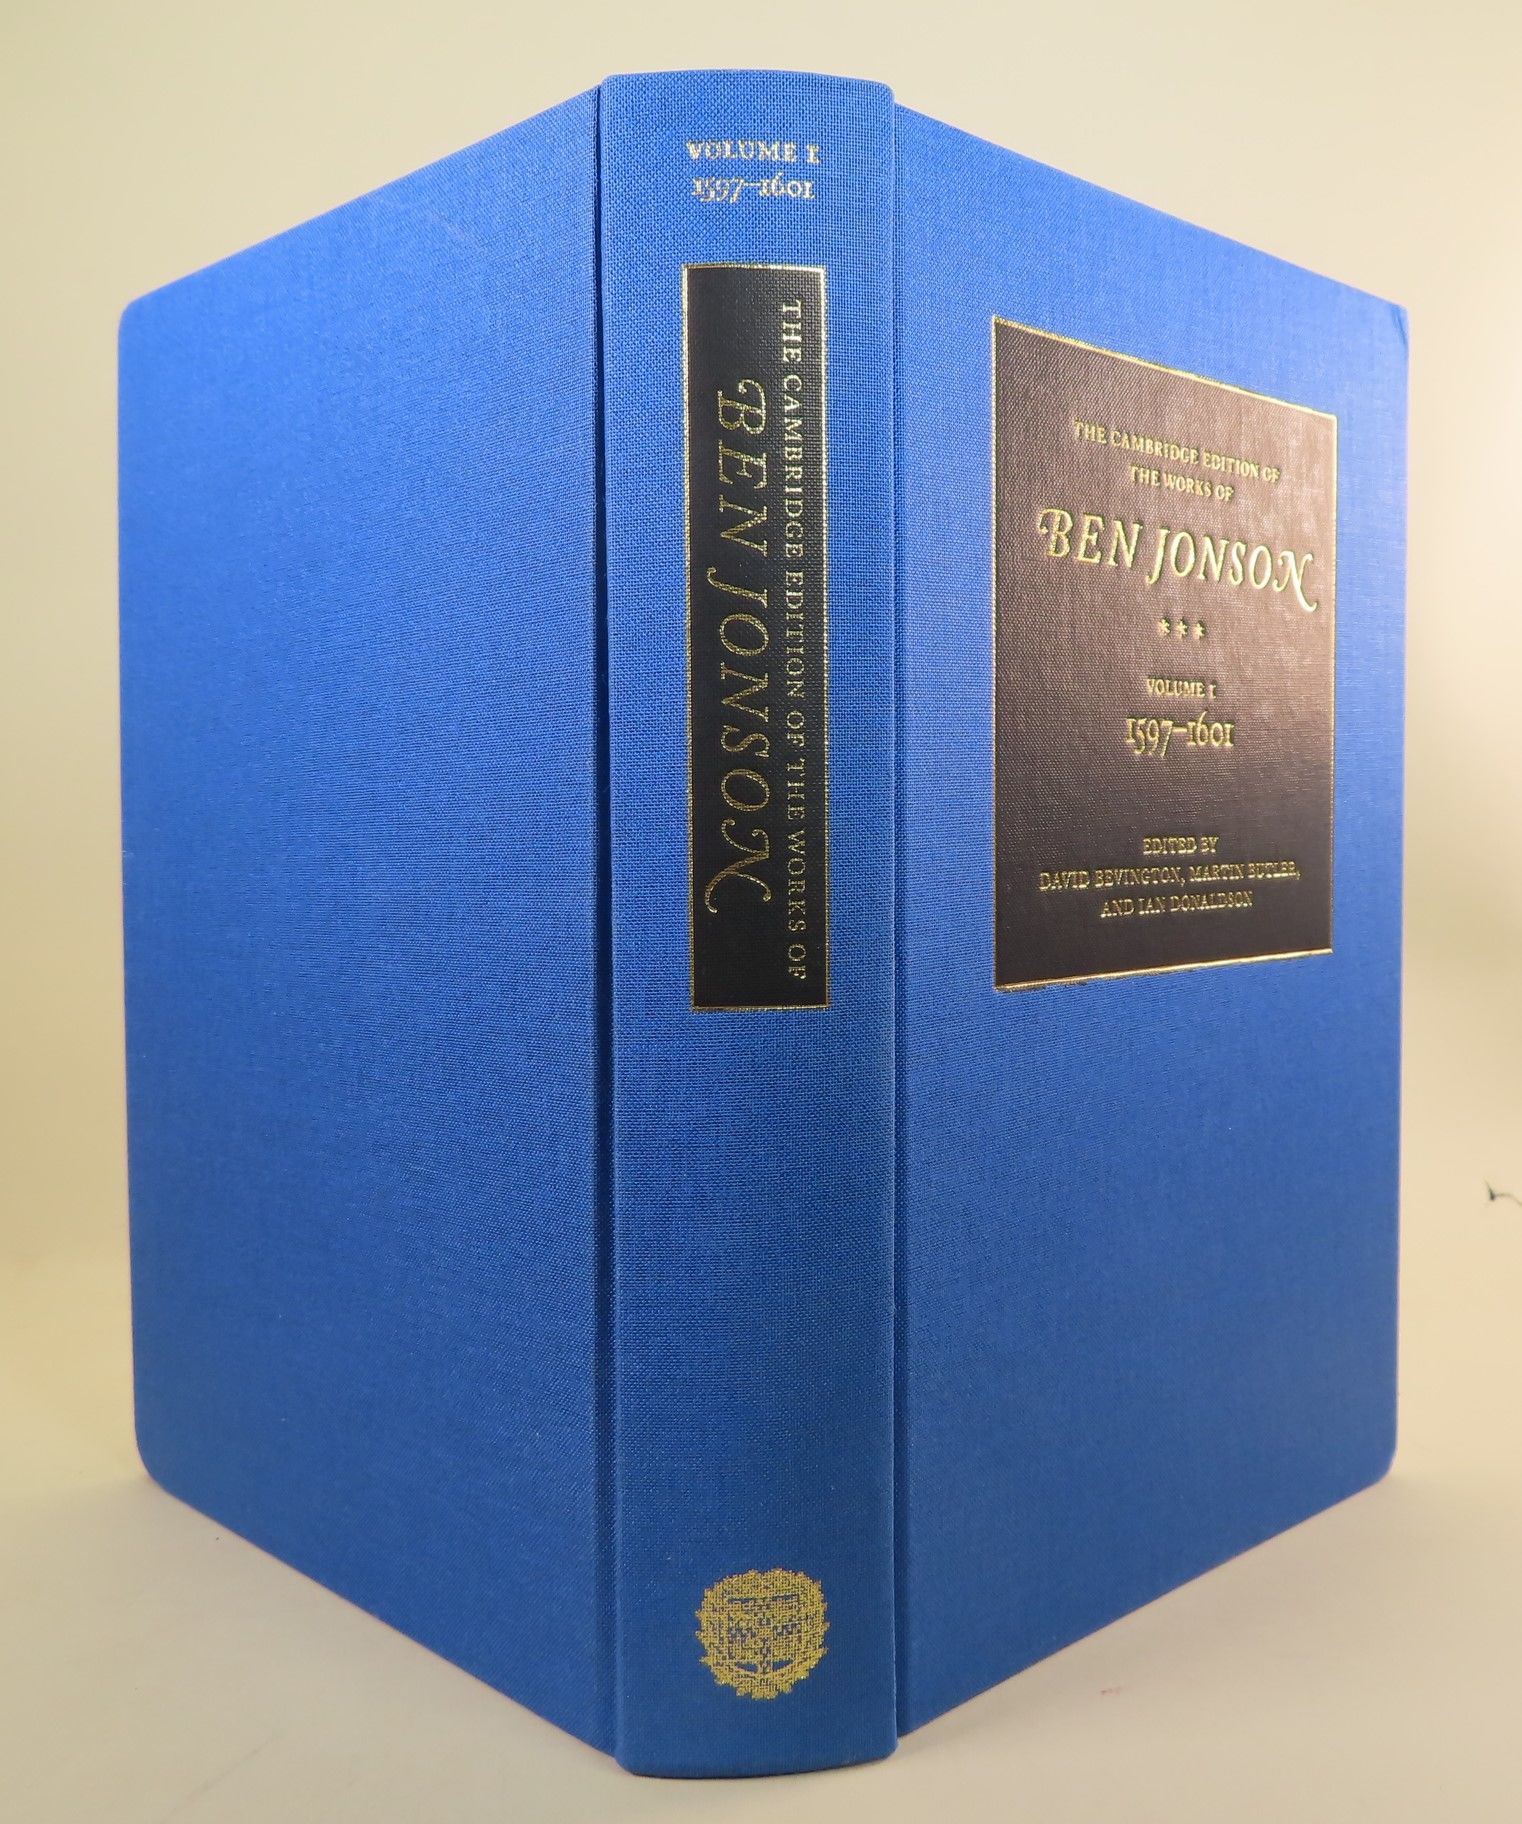 VOLUME I
1597–1601
THE CAMBRIDGE EDITION OF THE WORKS OF
BEN JONSON
THE CAMBRIDGE EDITION OF
THE WORKS OF
BEN JONSON
***
VOLUME I
1597–1601
EDITED BY
DAVID BEVINGTON, MARTIN BUTLER,
AND IAN DONALDSON